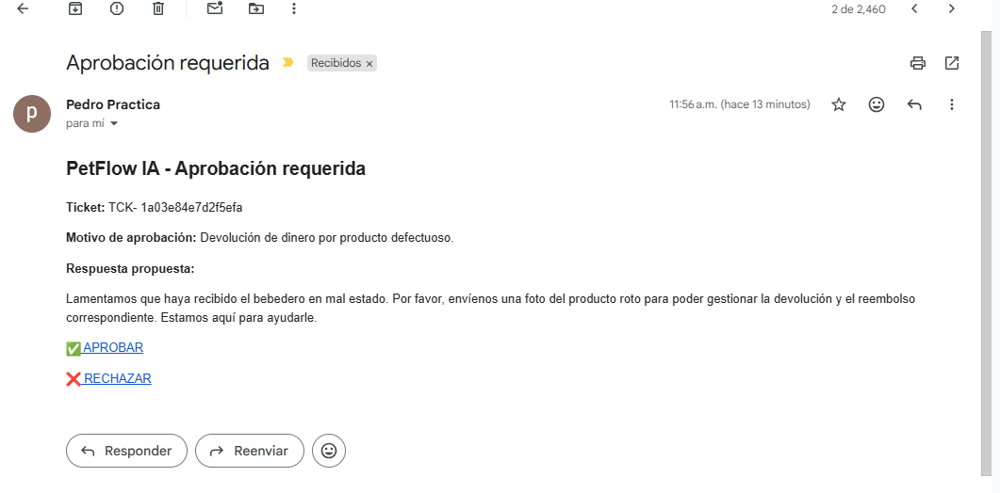 2 de 2,460
Aprobación requerida
Recibidos ×
p
Pedro Practica
11:56 a.m. (hace 13 minutos)
para mí
PetFlow IA - Aprobación requerida
Ticket: TCK- 1a03e84e7d2f5efa
Motivo de aprobación: Devolución de dinero por producto defectuoso.
Respuesta propuesta:
Lamentamos que haya recibido el bebedero en mal estado. Por favor, envíenos una foto del producto roto para poder gestionar la devolución y el reembolso
correspondiente. Estamos aquí para ayudarle.
✅ APROBAR
❌ RECHAZAR
Responder
Reenviar